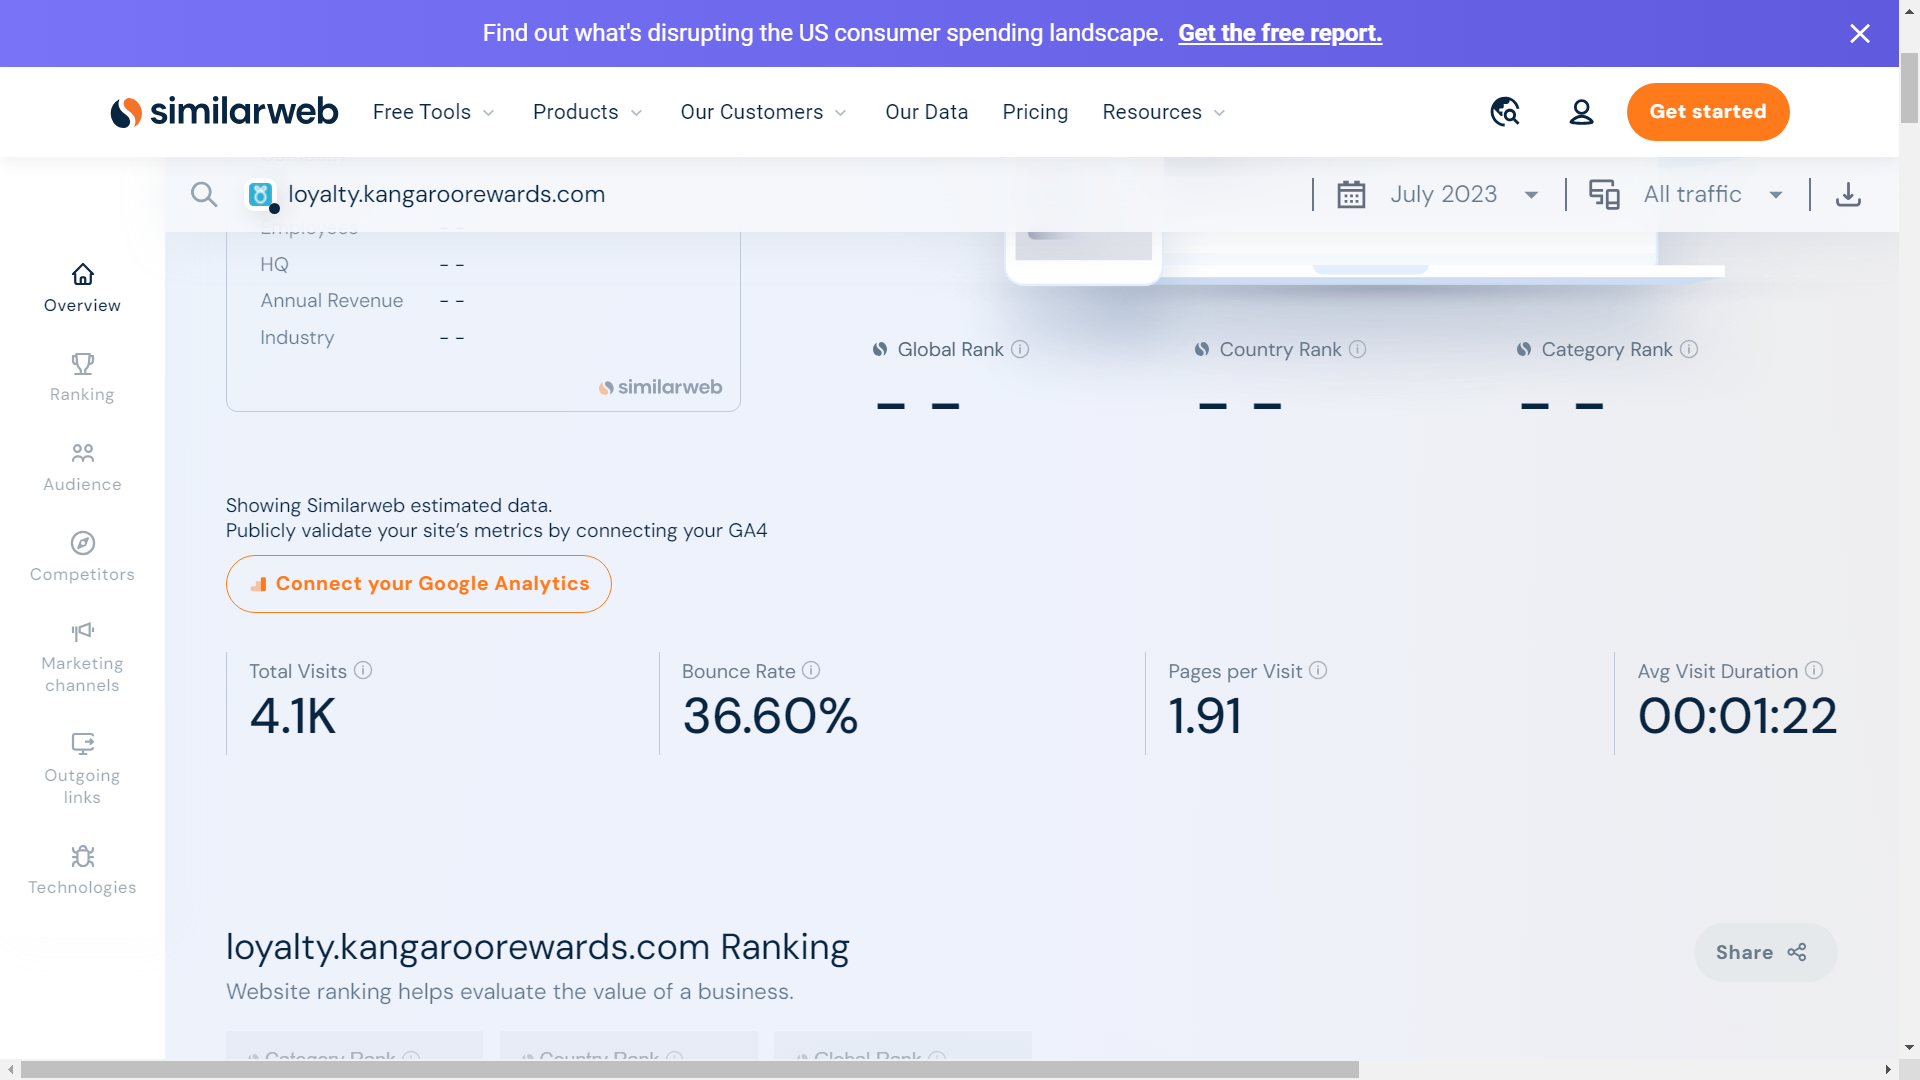 Find out what's disrupting the US consumer spending landscape. Get the free report.
similarweb Free Tools Products Our Customers Our Data Pricing Resources Get started
loyalty.kangaroorewards.com July 2023 All traffic
Employees - -
HQ - -
Annual Revenue - -
Industry - -
similarweb
Overview
Ranking
Audience
Competitors
Marketing
channels
Outgoing
links
Technologies
Global Rank Country Rank Category Rank
- - - - - -
Showing Similarweb estimated data.
Publicly validate your site's metrics by connecting your GA4
Connect your Google Analytics
Total Visits Bounce Rate Pages per Visit Avg Visit Duration
4.1K 36.60% 1.91 00:01:22
loyalty.kangaroorewards.com Ranking
Share
Website ranking helps evaluate the value of a business.
Category Rank Country Rank Global Rank